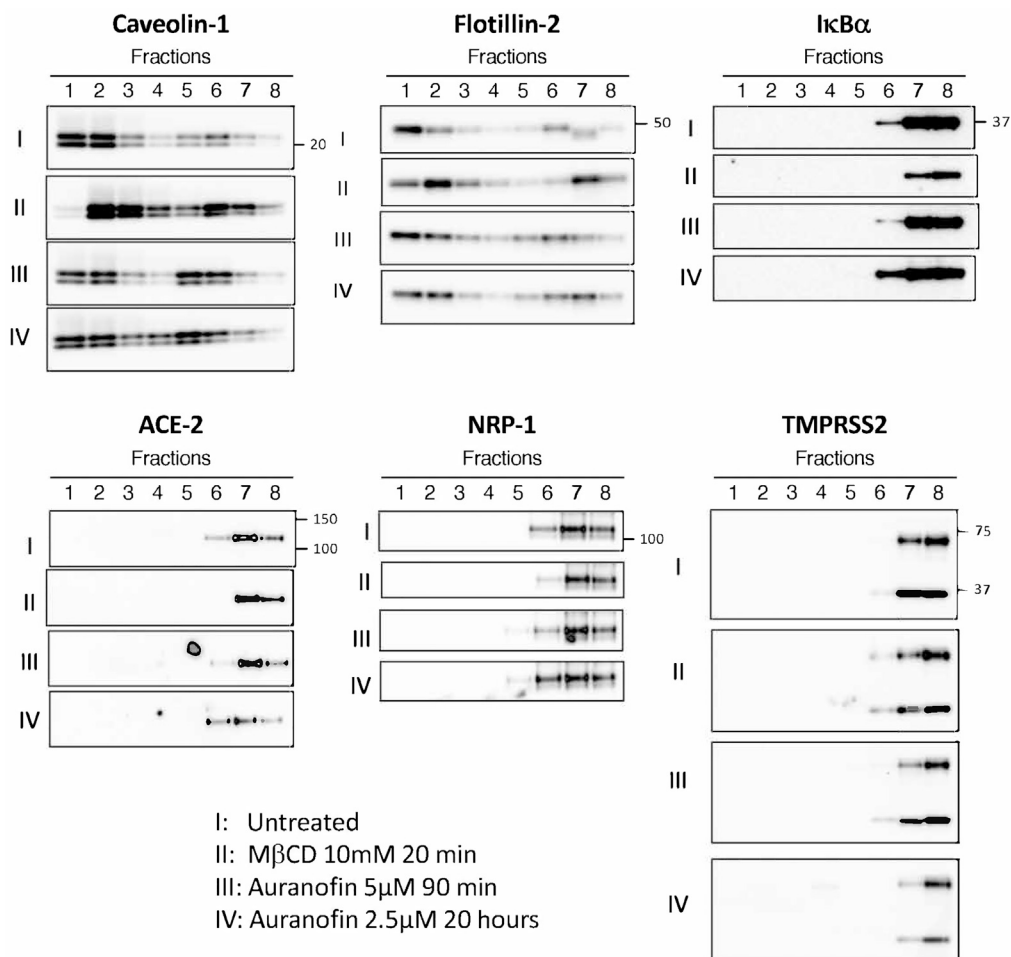 Caveolin-1 Flotillin-2 IκBα
Fractions Fractions Fractions
1 2 3 4 5 6 7 8 1 2 3 4 5 6 7 8 1 2 3 4 5 6 7 8
I 20 I 50 I 37
II II II
III III III
IV IV IV
ACE-2 NRP-1 TMPRSS2
Fractions Fractions Fractions
1 2 3 4 5 6 7 8 1 2 3 4 5 6 7 8 1 2 3 4 5 6 7 8
I 150 100 I 100 I 75 37
II II II
III III III
IV IV IV
I: Untreated
II: MβCD 10mM 20 min
III: Auranofin 5μM 90 min
IV: Auranofin 2.5μM 20 hours